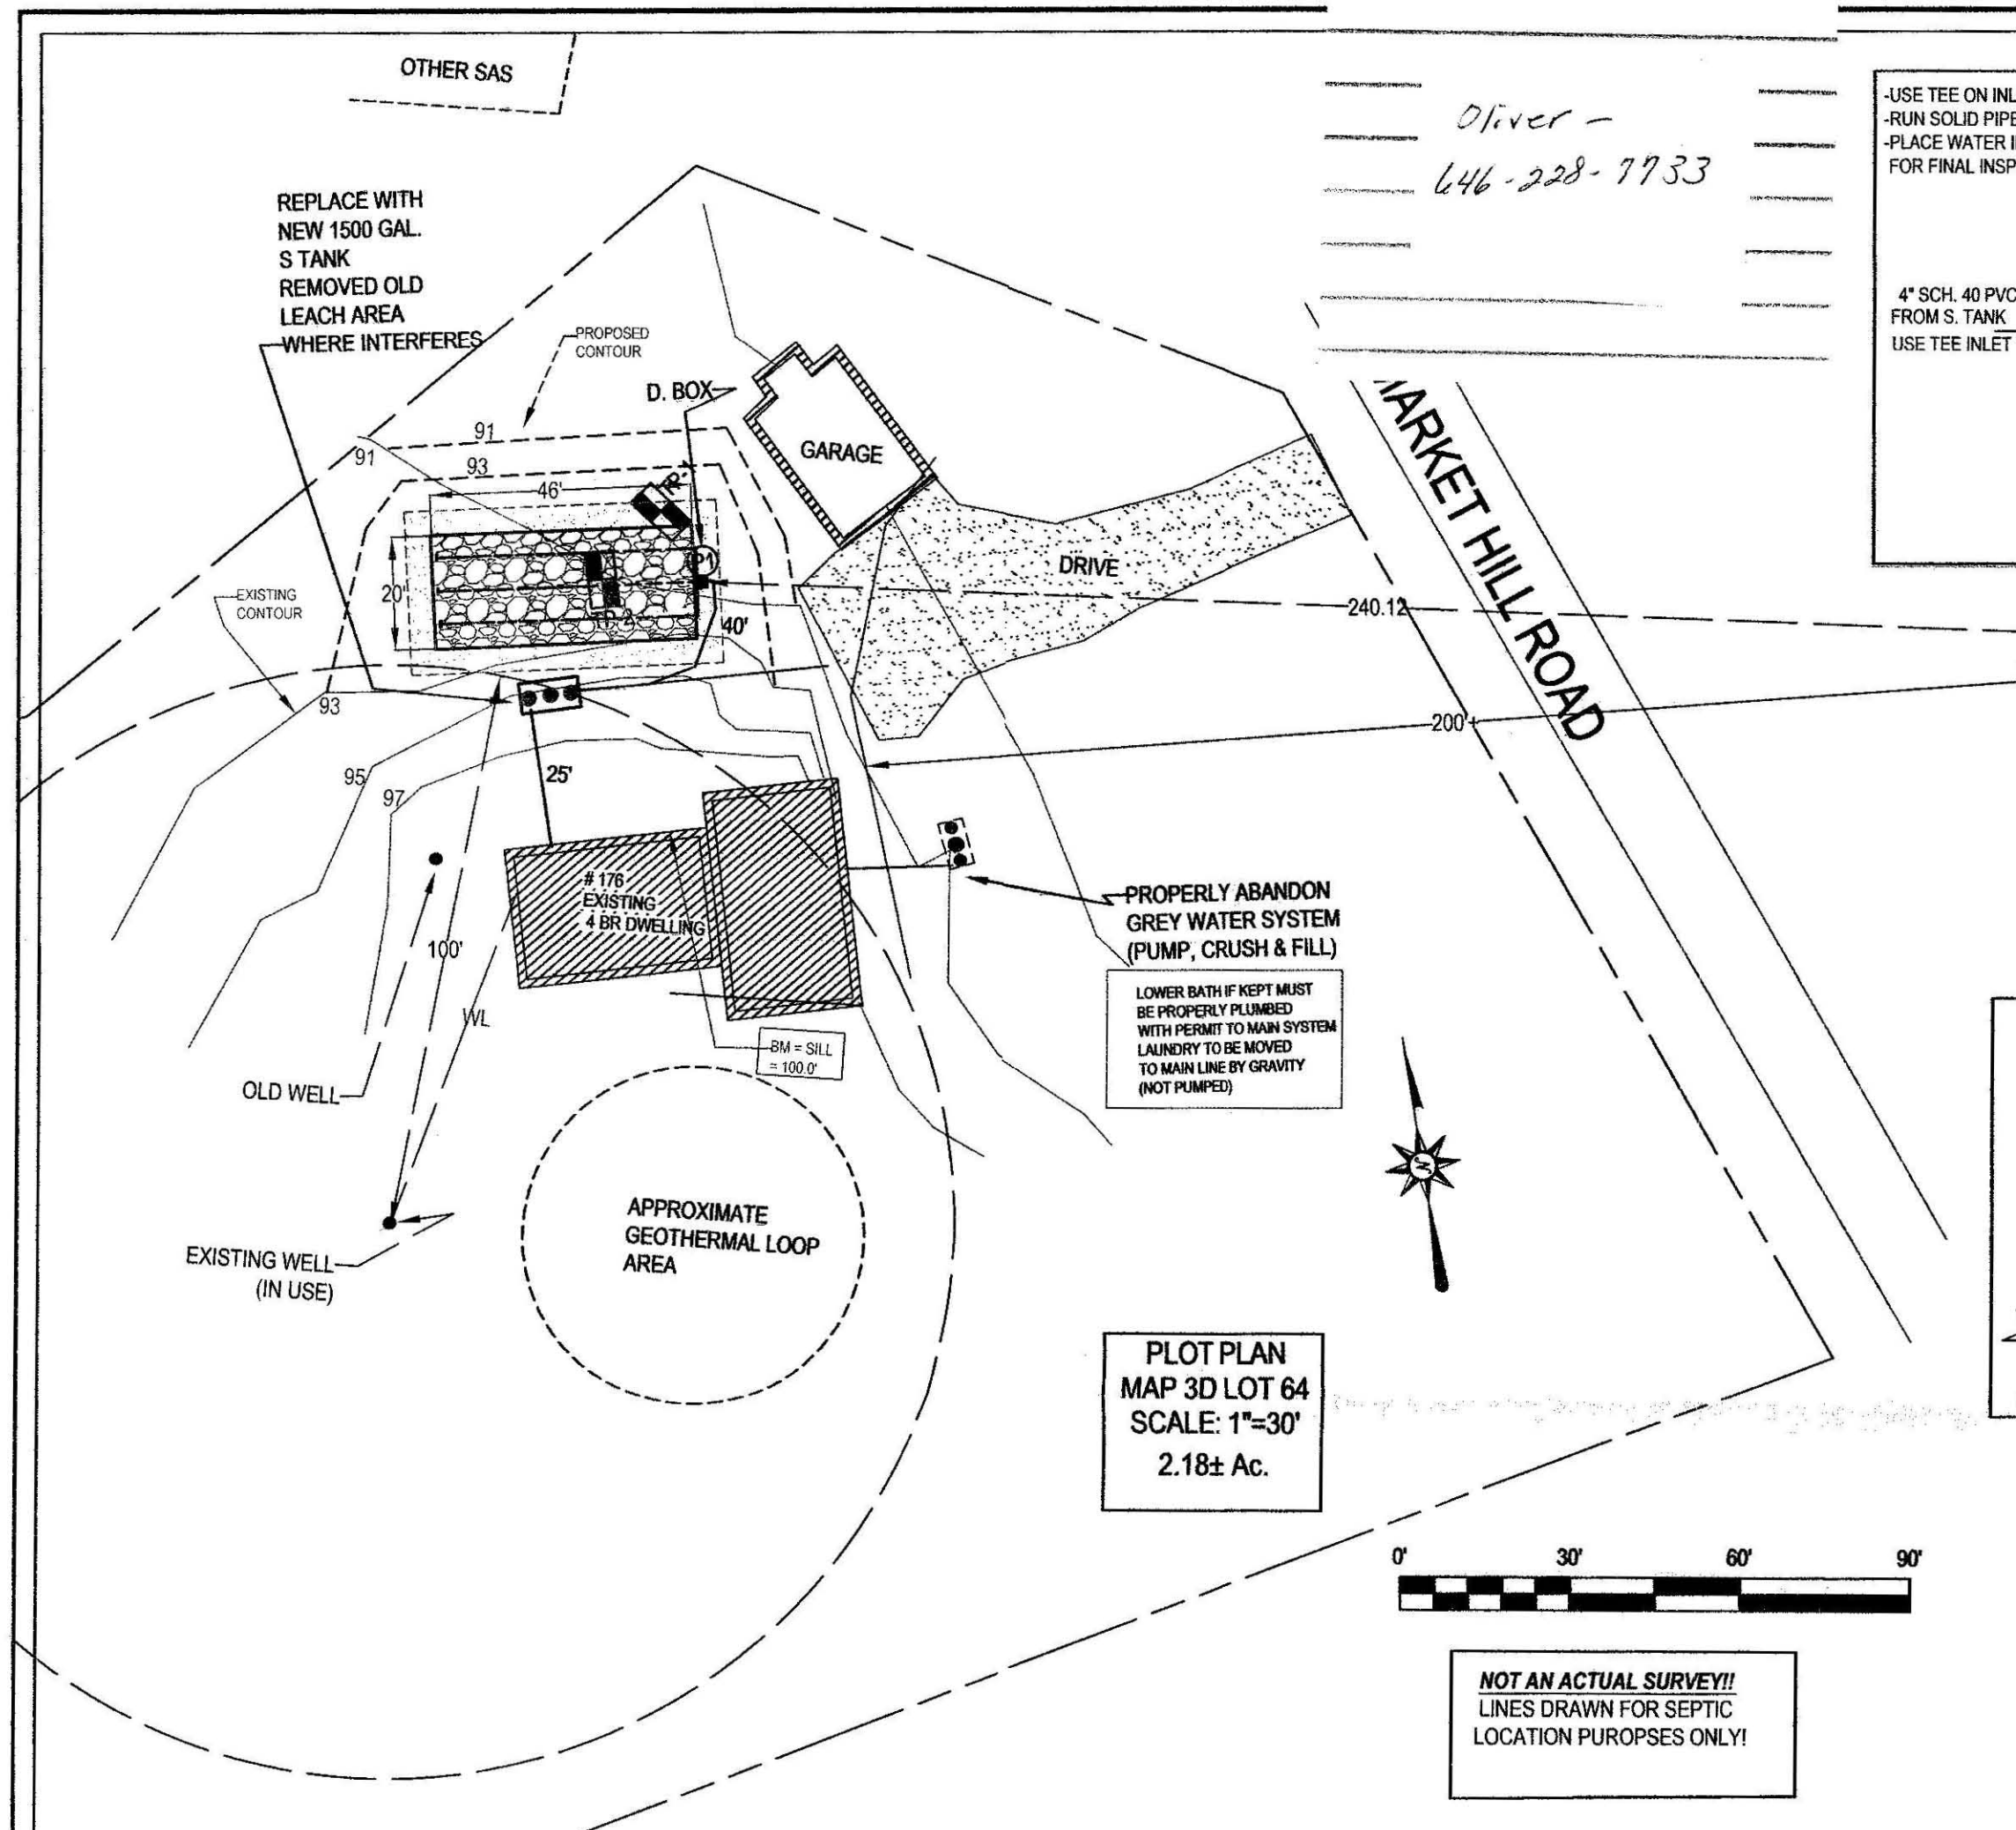 OTHER SAS
Oliver -
646-228-7733
-USE TEE ON INL
-RUN SOLID PIPE
-PLACE WATER I
FOR FINAL INSP
4" SCH. 40 PVC
FROM S. TANK
USE TEE INLET
REPLACE WITH
NEW 1500 GAL.
S TANK
REMOVED OLD
LEACH AREA
WHERE INTERFERES
PROPOSED
CONTOUR
D. BOX
GARAGE
91
91
93
46'
TP-1
P1
20'
TP-2
40'
EXISTING
CONTOUR
DRIVE
240.12
MARKET HILL ROAD
200'+
93
95
97
25'
# 176
EXISTING
4 BR DWELLING
100'
WL
PROPERLY ABANDON
GREY WATER SYSTEM
(PUMP, CRUSH & FILL)
LOWER BATH IF KEPT MUST
BE PROPERLY PLUMBED
WITH PERMIT TO MAIN SYSTEM
LAUNDRY TO BE MOVED
TO MAIN LINE BY GRAVITY
(NOT PUMPED)
BM = SILL
= 100.0'
OLD WELL
N
EXISTING WELL
(IN USE)
APPROXIMATE
GEOTHERMAL LOOP
AREA
PLOT PLAN
MAP 3D LOT 64
SCALE: 1"=30'
2.18± Ac.
0' 30' 60' 90'
NOT AN ACTUAL SURVEY!!
LINES DRAWN FOR SEPTIC
LOCATION PUROPSES ONLY!